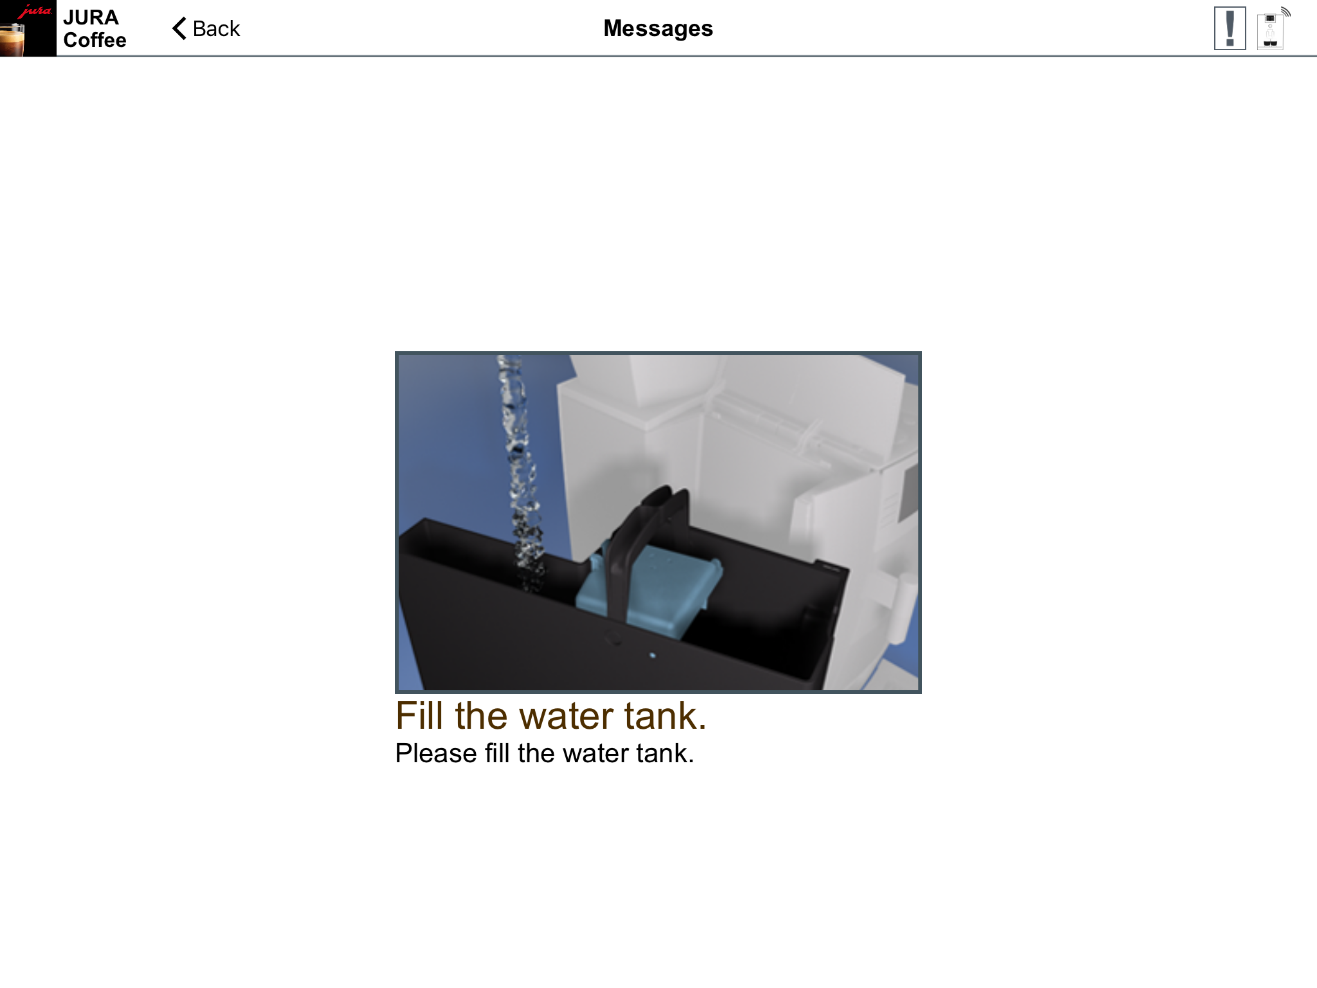 jura
JURA
Coffee
Back
Messages
Fill the water tank.
Please fill the water tank.